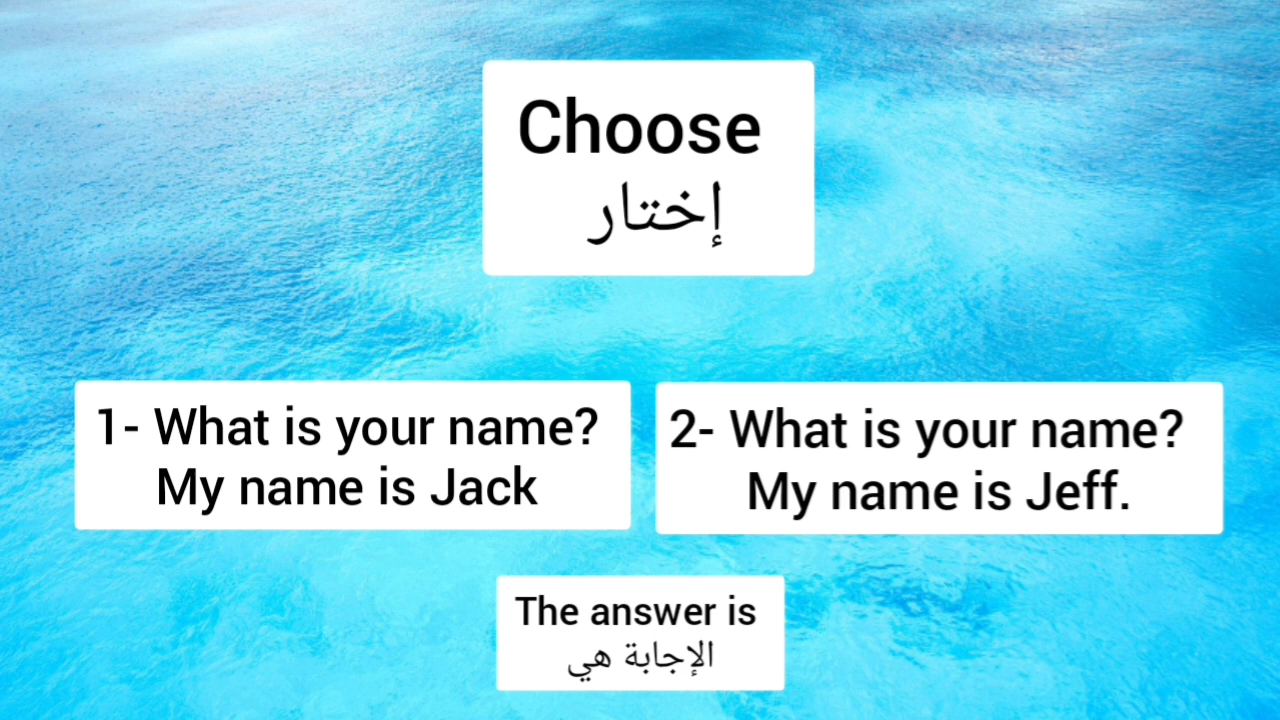 Choose
إختار
1- What is your name?
My name is Jack
2- What is your name?
My name is Jeff.
The answer is
الإجابة هي